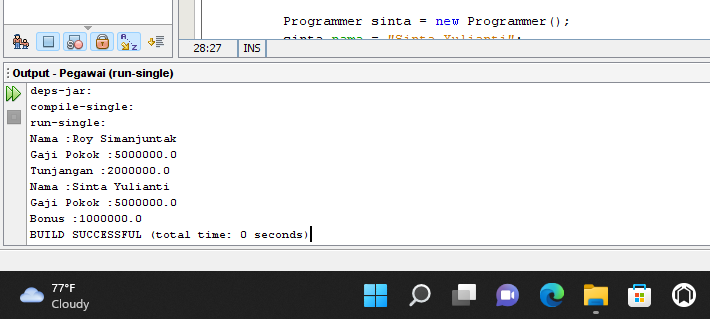 Programmer sinta = new Programmer();
sinta.nama = "Sinta Yulianti";
28:27 INS
Output - Pegawai (run-single)
deps-jar:
compile-single:
run-single:
Nama :Roy Simanjuntak
Gaji Pokok :5000000.0
Tunjangan :2000000.0
Nama :Sinta Yulianti
Gaji Pokok :5000000.0
Bonus :1000000.0
BUILD SUCCESSFUL (total time: 0 seconds)
77°F
Cloudy